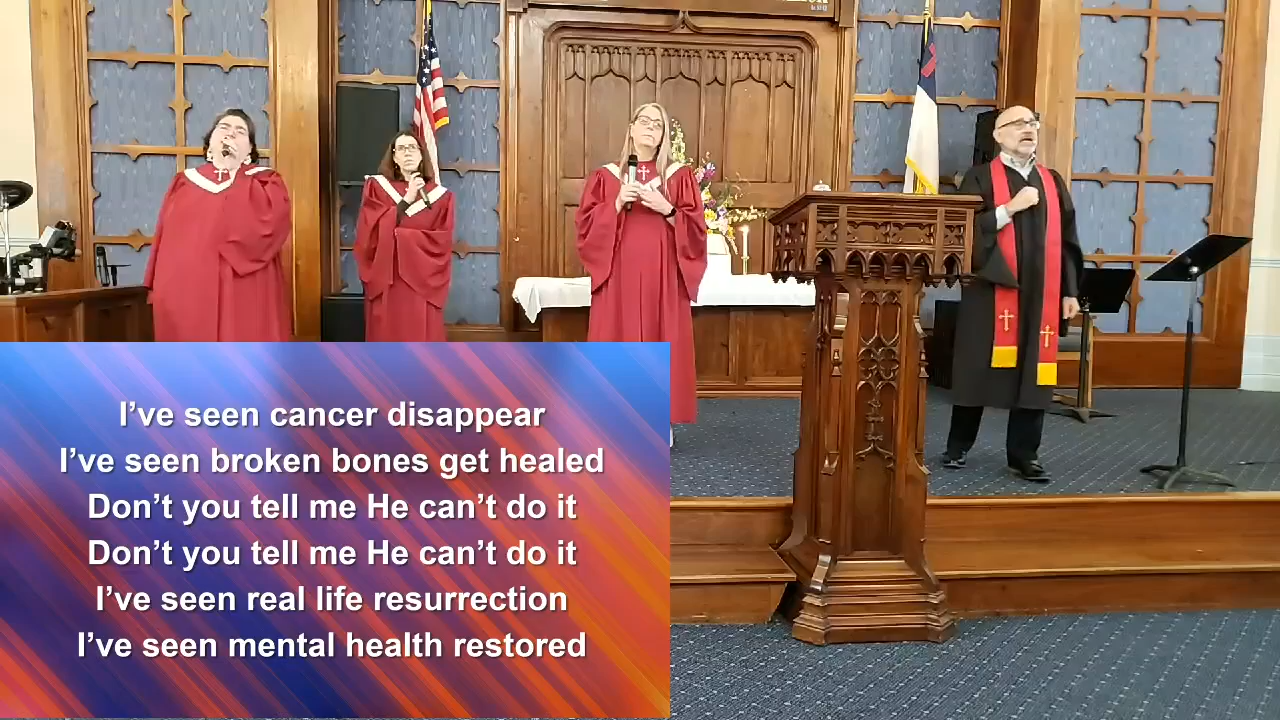 I’ve seen cancer disappear
I’ve seen broken bones get healed
Don’t you tell me He can’t do it
Don’t you tell me He can’t do it
I’ve seen real life resurrection
I’ve seen mental health restored